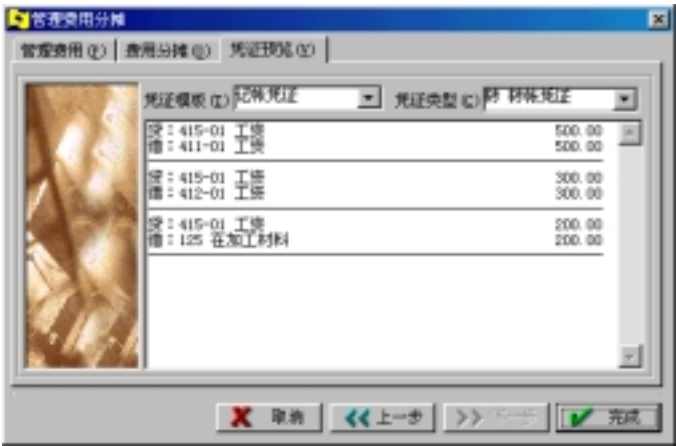 管理费用分摊
管理费用(P) 费用分摊(U) 凭证预览(V)
凭证模版(T) 记帐凭证 凭证类型(C) 转帐凭证
贷:415-01 工资 500.00
借:411-01 工资 500.00
贷:415-01 工资 300.00
借:412-01 工资 300.00
贷:415-01 工资 200.00
借:125 在加工材料 200.00
取消 上一步 下一步 完成